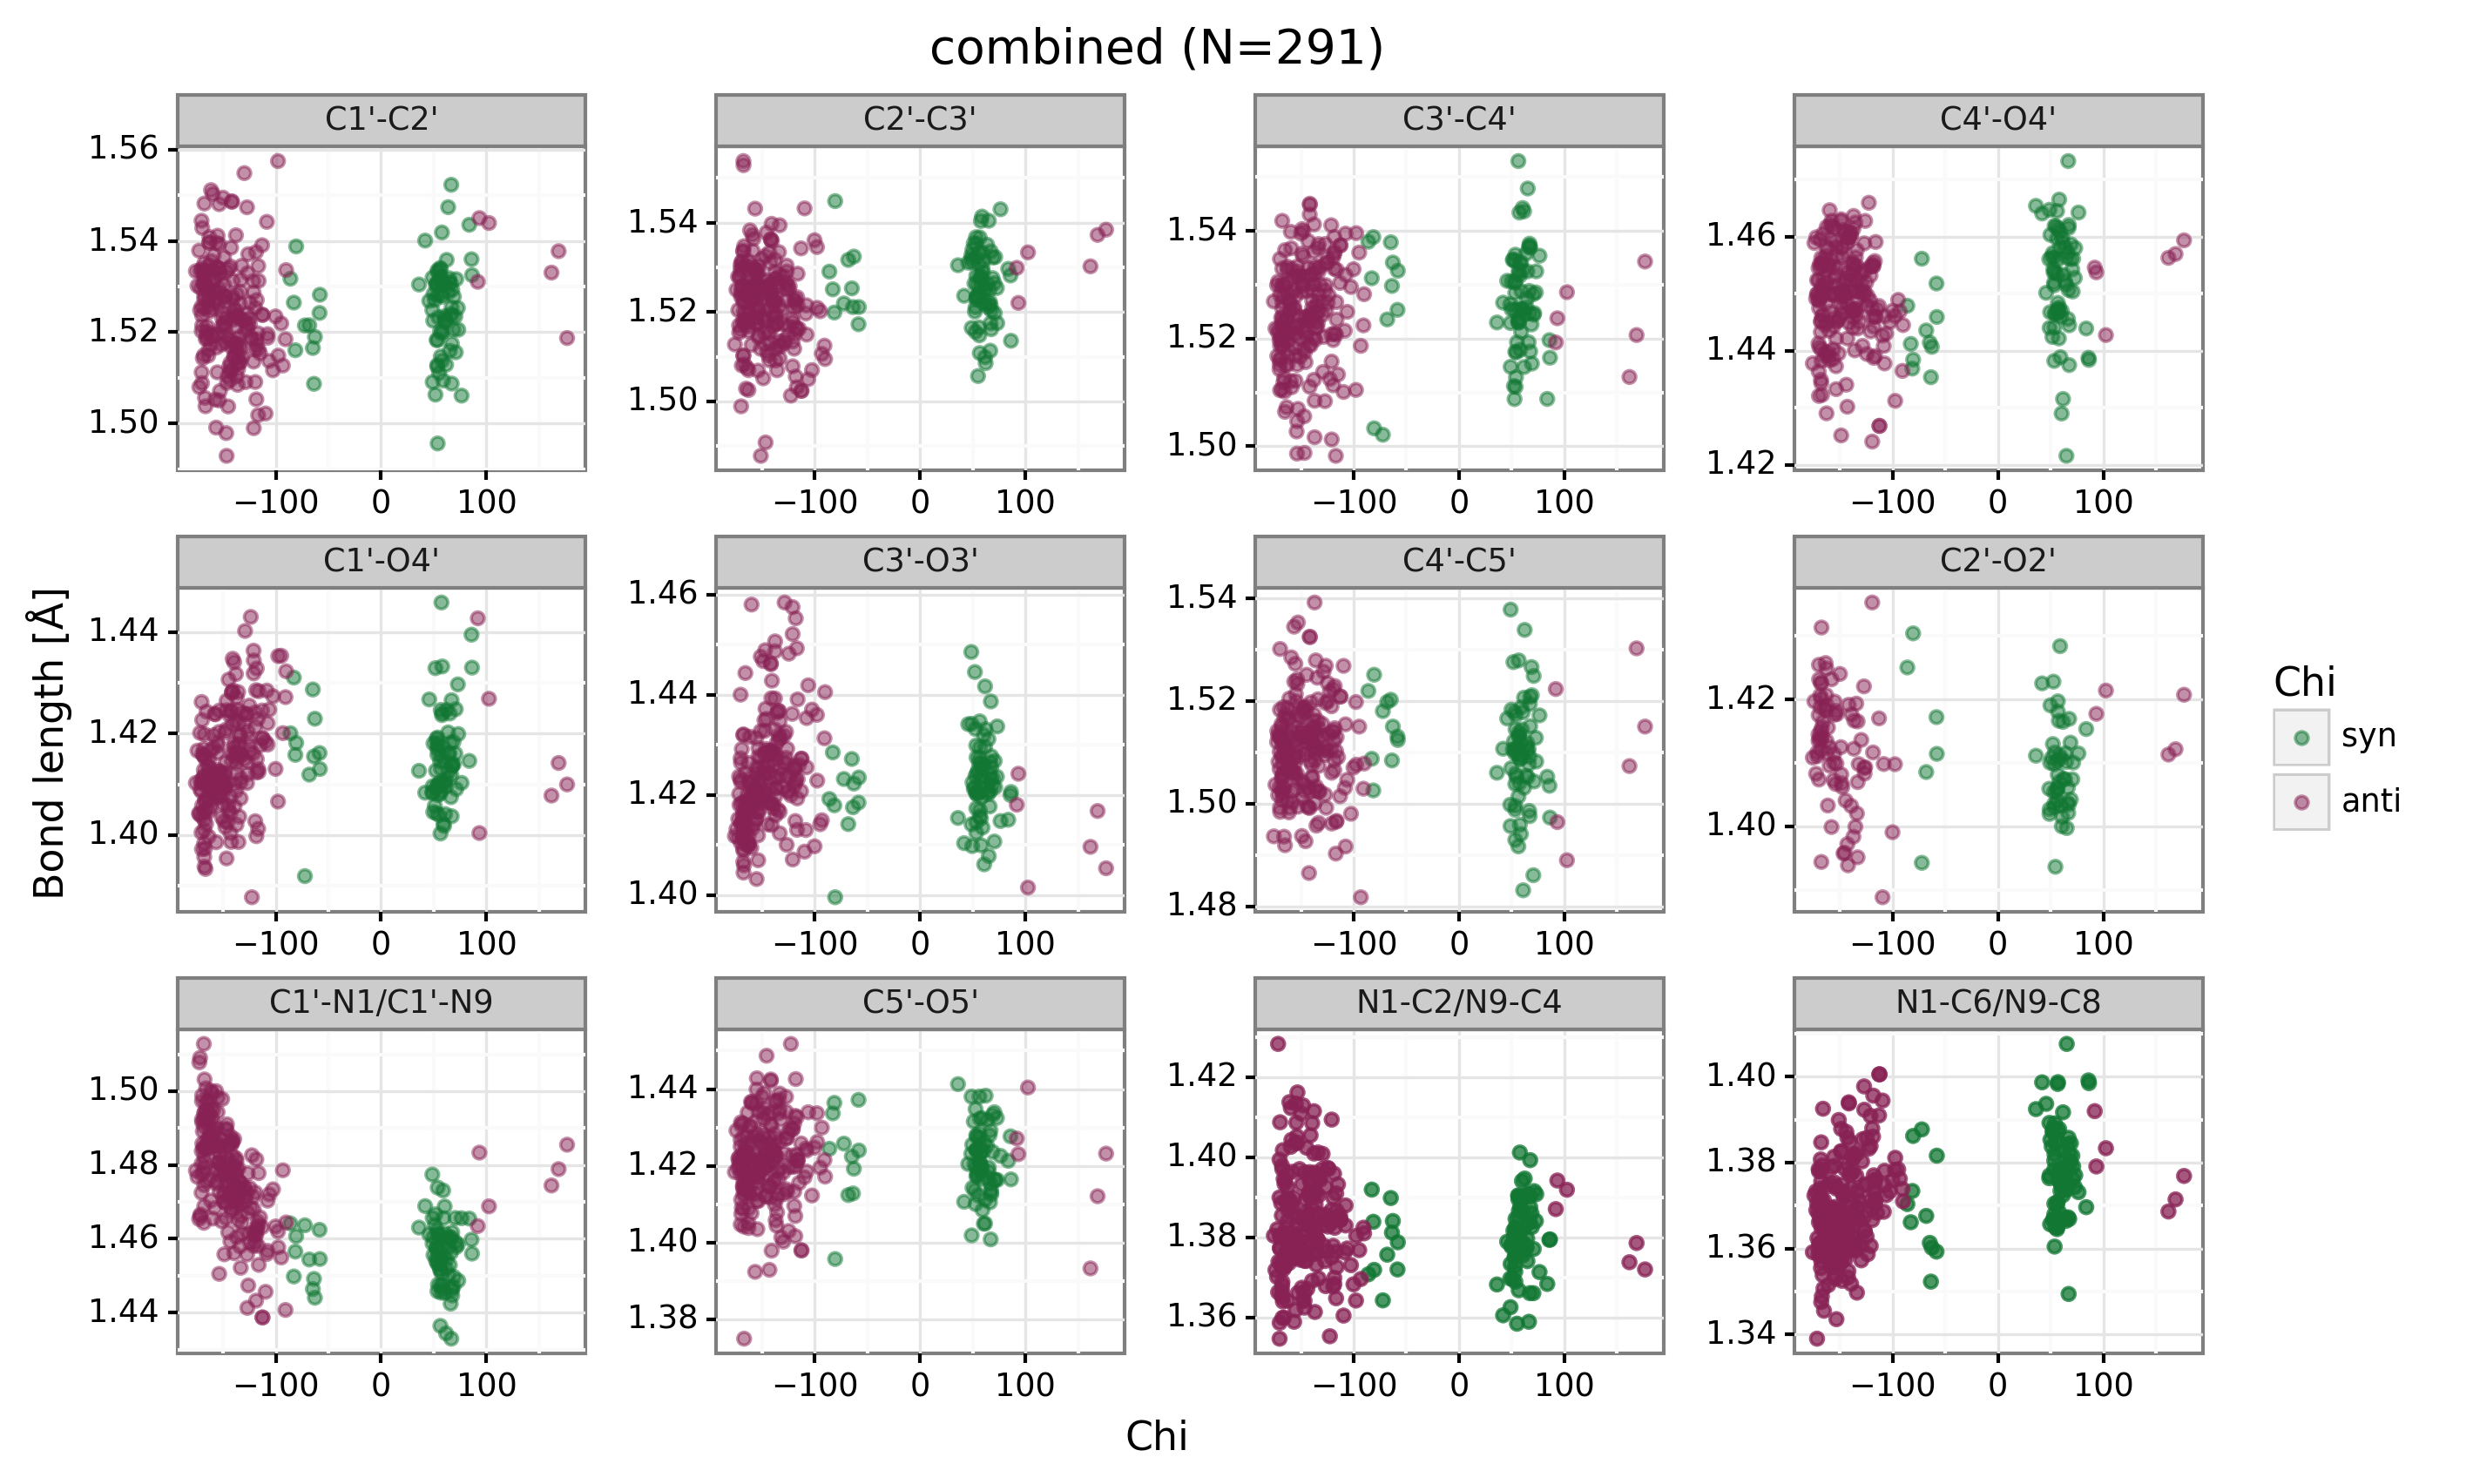 combined (N=291)
C1'-C2'
C2'-C3'
C3'-C4'
C4'-O4'
1.56
1.54
1.52
1.50
−100 0 100
1.54
1.52
1.50
−100 0 100
1.54
1.52
1.50
−100 0 100
1.46
1.44
1.42
−100 0 100
C1'-O4'
C3'-O3'
C4'-C5'
C2'-O2'
1.44
1.42
1.40
−100 0 100
1.46
1.44
1.42
1.40
−100 0 100
1.54
1.52
1.50
1.48
−100 0 100
1.42
1.40
−100 0 100
C1'-N1/C1'-N9
C5'-O5'
N1-C2/N9-C4
N1-C6/N9-C8
1.50
1.48
1.46
1.44
−100 0 100
1.44
1.42
1.40
1.38
−100 0 100
1.42
1.40
1.38
1.36
−100 0 100
1.40
1.38
1.36
1.34
−100 0 100
Bond length [Å]
Chi
Chi
syn
anti